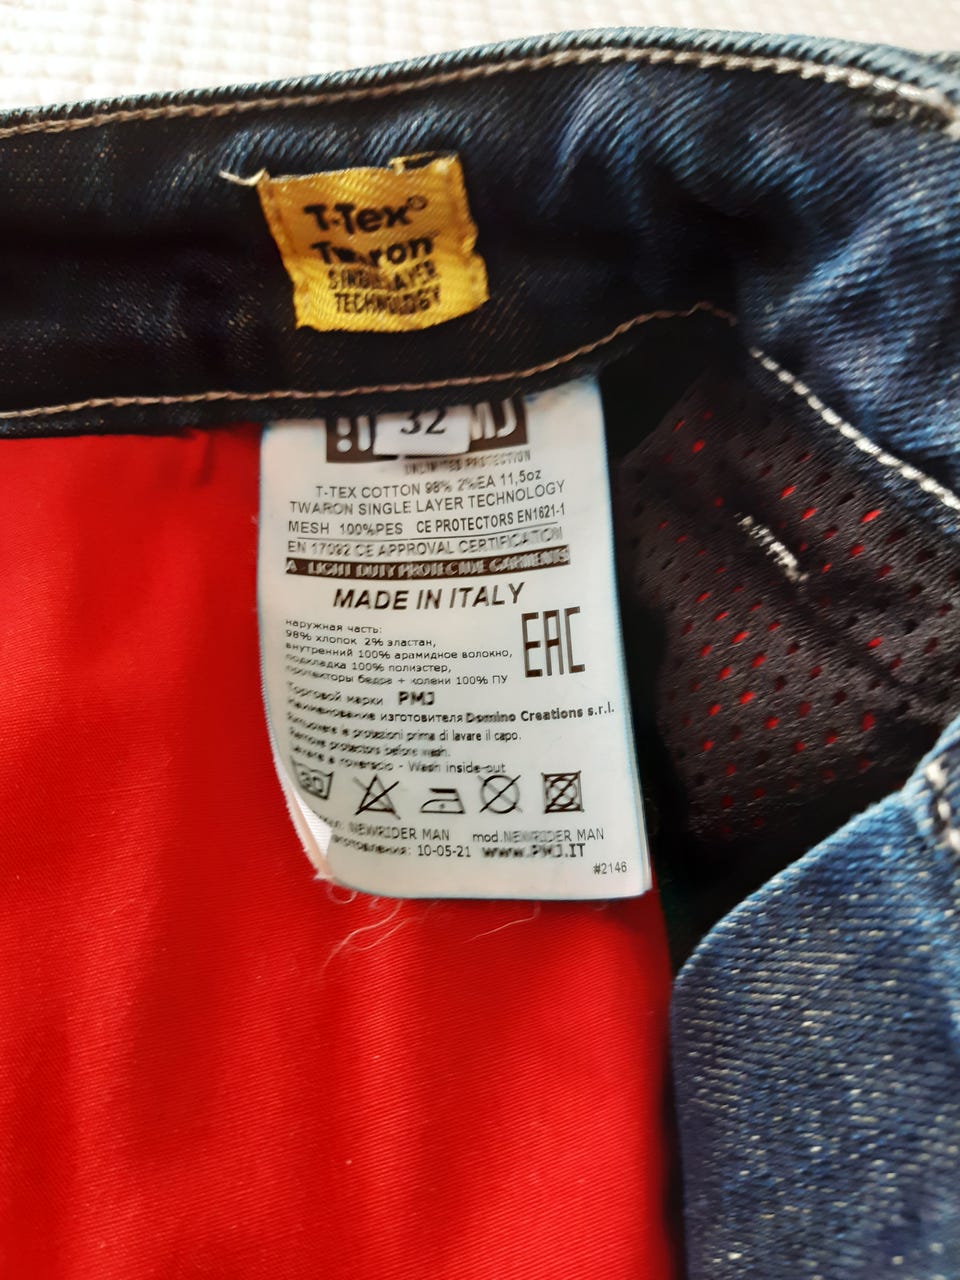 T-Tex®
Twaron
SINGLE LAYER
TECHNOLOGY
32
UNLIMITED PROTECTION
T-TEX COTTON 98% 2%EA 11,5oz
TWARON SINGLE LAYER TECHNOLOGY
MESH 100%PES CE PROTECTORS EN1621-1
EN 17092 CE APPROVAL CERTIFICATION
A - LIGHT DUTY PROTECTIVE GARMENTS
MADE IN ITALY
EAC
наружная часть:
98% хлопок 2% эластан,
внутренний 100% арамидное волокно,
подкладка 100% полиэстер,
протекторы бедра + колени 100% ПУ
Торговой марки PMJ
Наименование изготовителя Domino Creations s.r.l.
Rimuovere le protezioni prima di lavare il capo.
Remove protectors before wash.
Lavare a rovescio - Wash inside-out
30
NEWRIDER MAN mod.NEWRIDER MAN
10-05-21 www.PMJ.IT
#2146